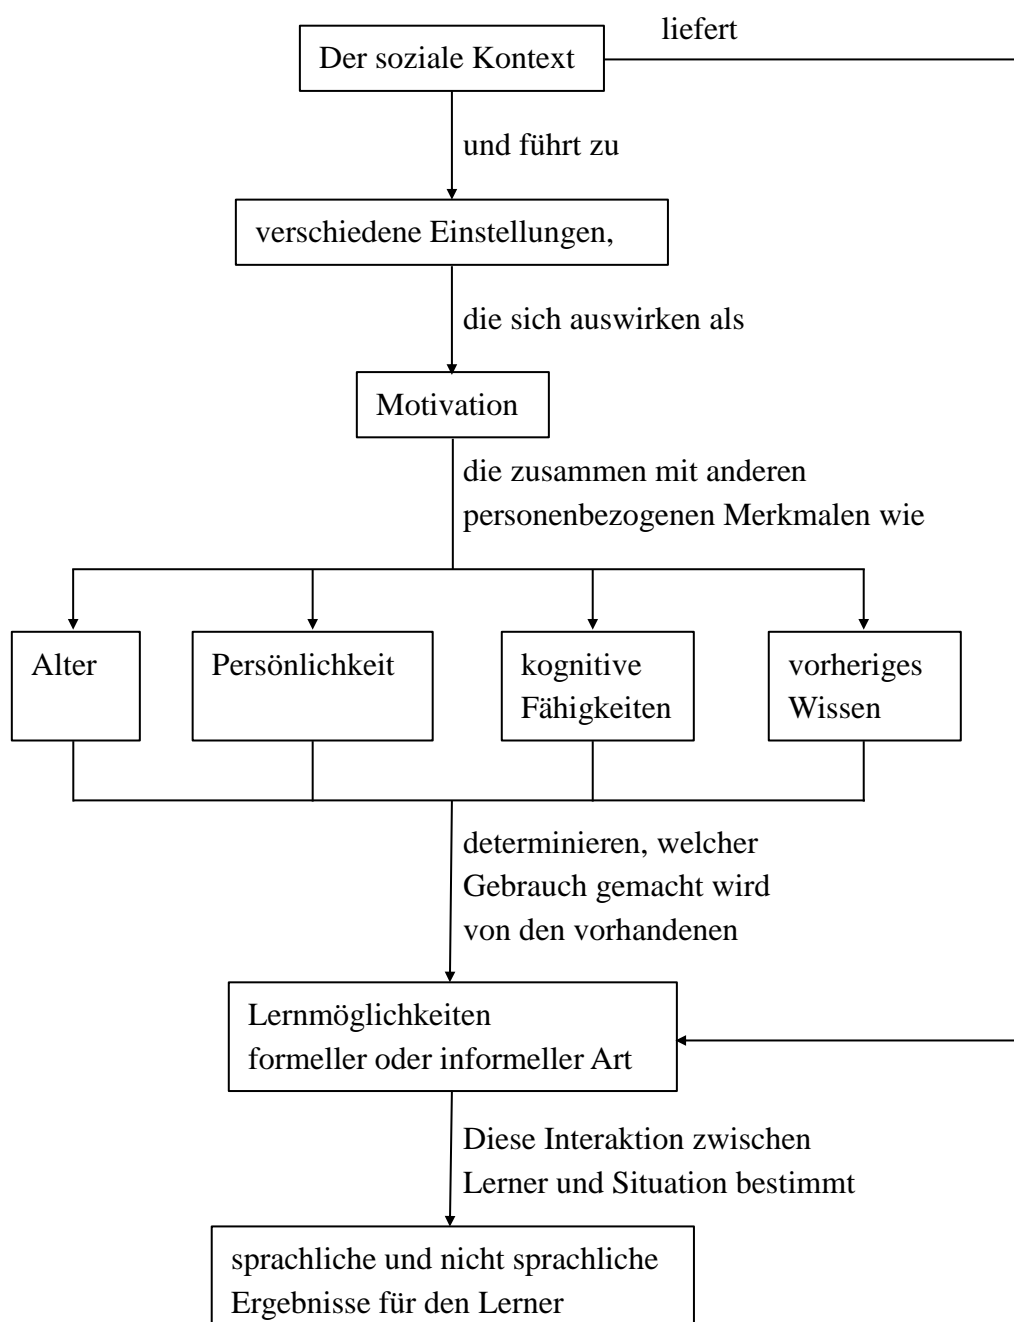 liefert
Der soziale Kontext
und führt zu
verschiedene Einstellungen,
die sich auswirken als
Motivation
die zusammen mit anderen
personenbezogenen Merkmalen wie
Alter
Persönlichkeit
kognitive
Fähigkeiten
vorheriges
Wissen
determinieren, welcher
Gebrauch gemacht wird
von den vorhandenen
Lernmöglichkeiten
formeller oder informeller Art
Diese Interaktion zwischen
Lerner und Situation bestimmt
sprachliche und nicht sprachliche
Ergebnisse für den Lerner